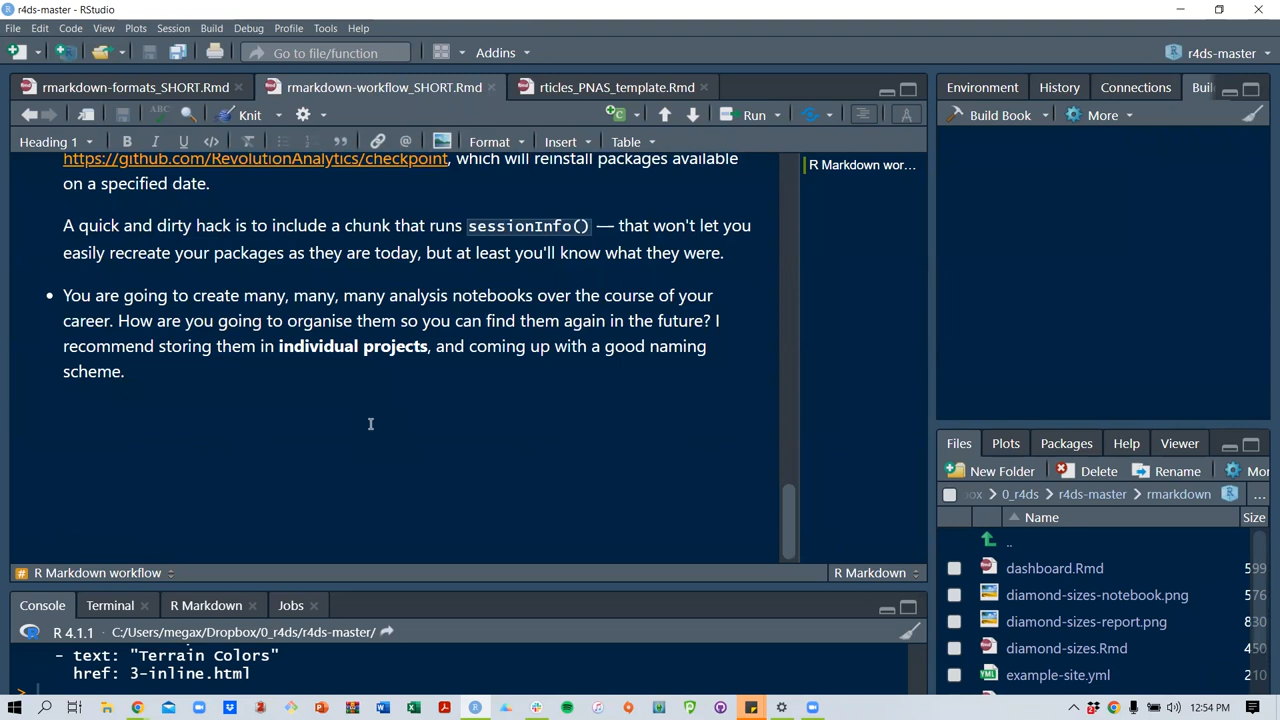 r4ds-master - RStudio
File Edit Code View Plots Session Build Debug Profile Tools Help
Go to file/function Addins r4ds-master
rmarkdown-formats_SHORT.Rmd rmarkdown-workflow_SHORT.Rmd rticles_PNAS_template.Rmd
Knit Run
Heading 1 B I U Format Insert Table
https://github.com/RevolutionAnalytics/checkpoint, which will reinstall packages available
on a specified date.
A quick and dirty hack is to include a chunk that runs sessionInfo() — that won't let you
easily recreate your packages as they are today, but at least you'll know what they were.
• You are going to create many, many, many analysis notebooks over the course of your
career. How are you going to organise them so you can find them again in the future? I
recommend storing them in individual projects, and coming up with a good naming
scheme.
R Markdown wor...
# R Markdown workflow R Markdown
Console Terminal R Markdown Jobs
R 4.1.1 C:/Users/megax/Dropbox/0_r4ds/r4ds-master/
- text: "Terrain Colors"
href: 3-inline.html
>
Environment History Connections Buil
Build Book More
Files Plots Packages Help Viewer
New Folder Delete Rename Mor
ox 0_r4ds r4ds-master rmarkdown ...
Name Size
..
dashboard.Rmd 599
diamond-sizes-notebook.png 576
diamond-sizes-report.png 830
diamond-sizes.Rmd 450
example-site.yml 675
12:54 PM